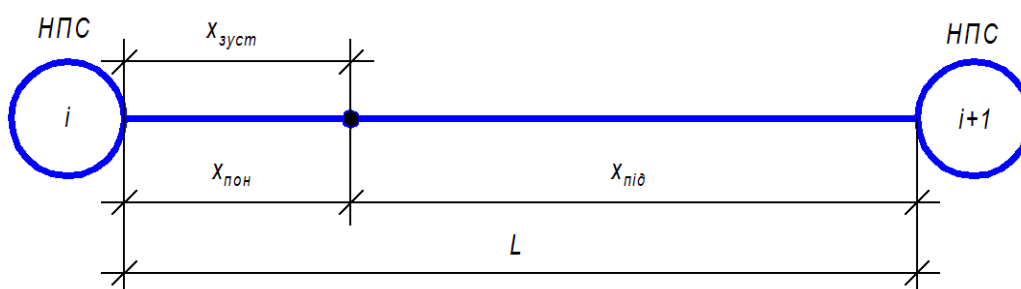 НПС
x_зуст
НПС
i
i+1
x_пон
x_під
L